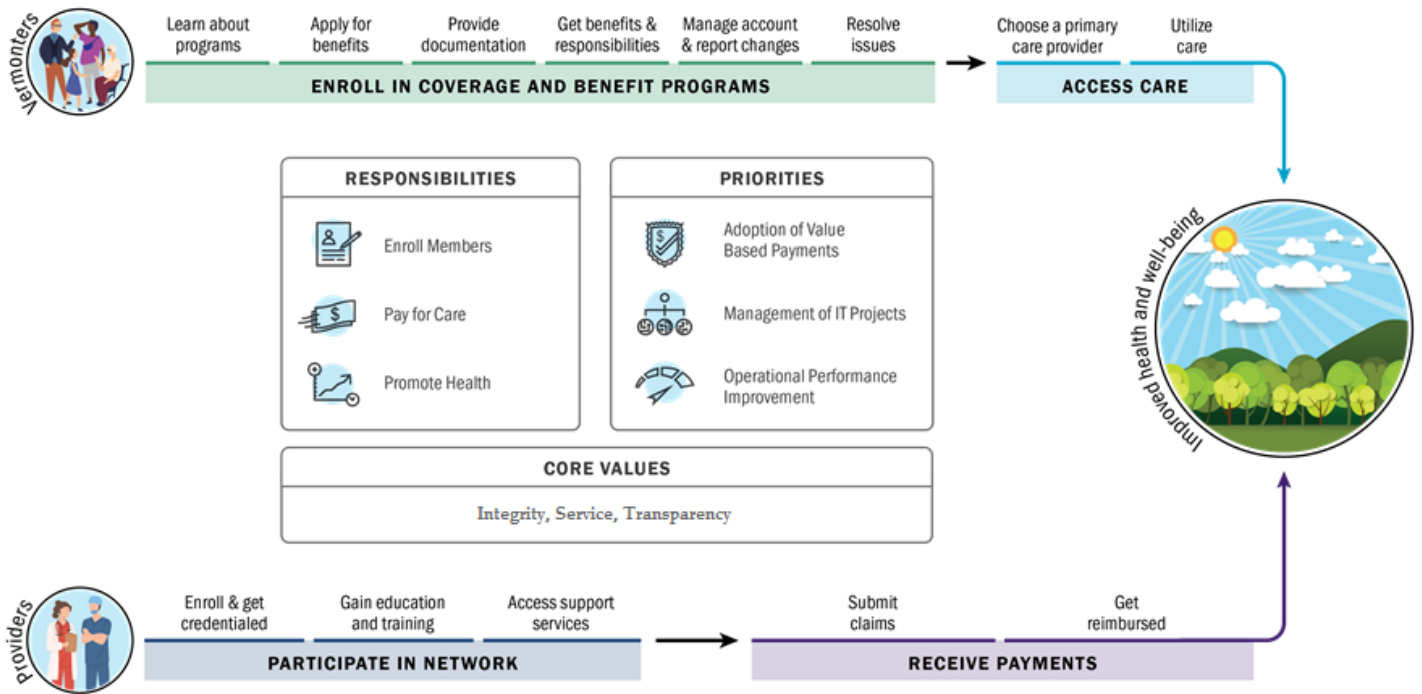 Vermonters
Learn about
programs
Apply for
benefits
Provide
documentation
Get benefits &
responsibilities
Manage account
& report changes
Resolve
issues
ENROLL IN COVERAGE AND BENEFIT PROGRAMS
Choose a primary
care provider
Utilize
care
ACCESS CARE
RESPONSIBILITIES
Enroll Members
Pay for Care
Promote Health
PRIORITIES
Adoption of Value
Based Payments
Management of IT Projects
Operational Performance
Improvement
Improved health and well-being
CORE VALUES
Integrity, Service, Transparency
Providers
Enroll & get
credentialed
Gain education
and training
Access support
services
PARTICIPATE IN NETWORK
Submit
claims
Get
reimbursed
RECEIVE PAYMENTS